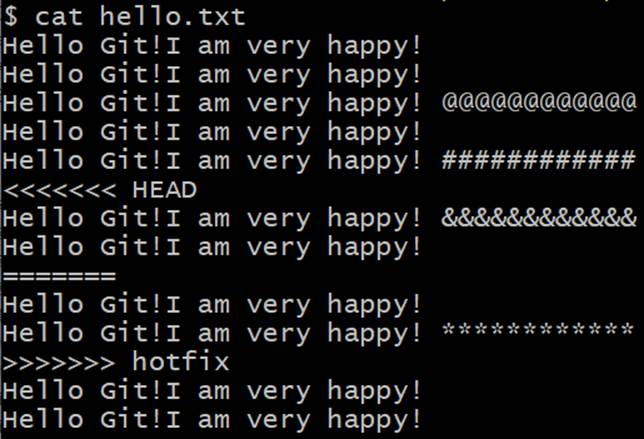 $ cat hello.txt
Hello Git!I am very happy!
Hello Git!I am very happy!
Hello Git!I am very happy! @@@@@@@@@@@@
Hello Git!I am very happy!
Hello Git!I am very happy! ############
<<<<<<< HEAD
Hello Git!I am very happy! &&&&&&&&&&&&
Hello Git!I am very happy!
=======
Hello Git!I am very happy!
Hello Git!I am very happy! ************
>>>>>>> hotfix
Hello Git!I am very happy!
Hello Git!I am very happy!